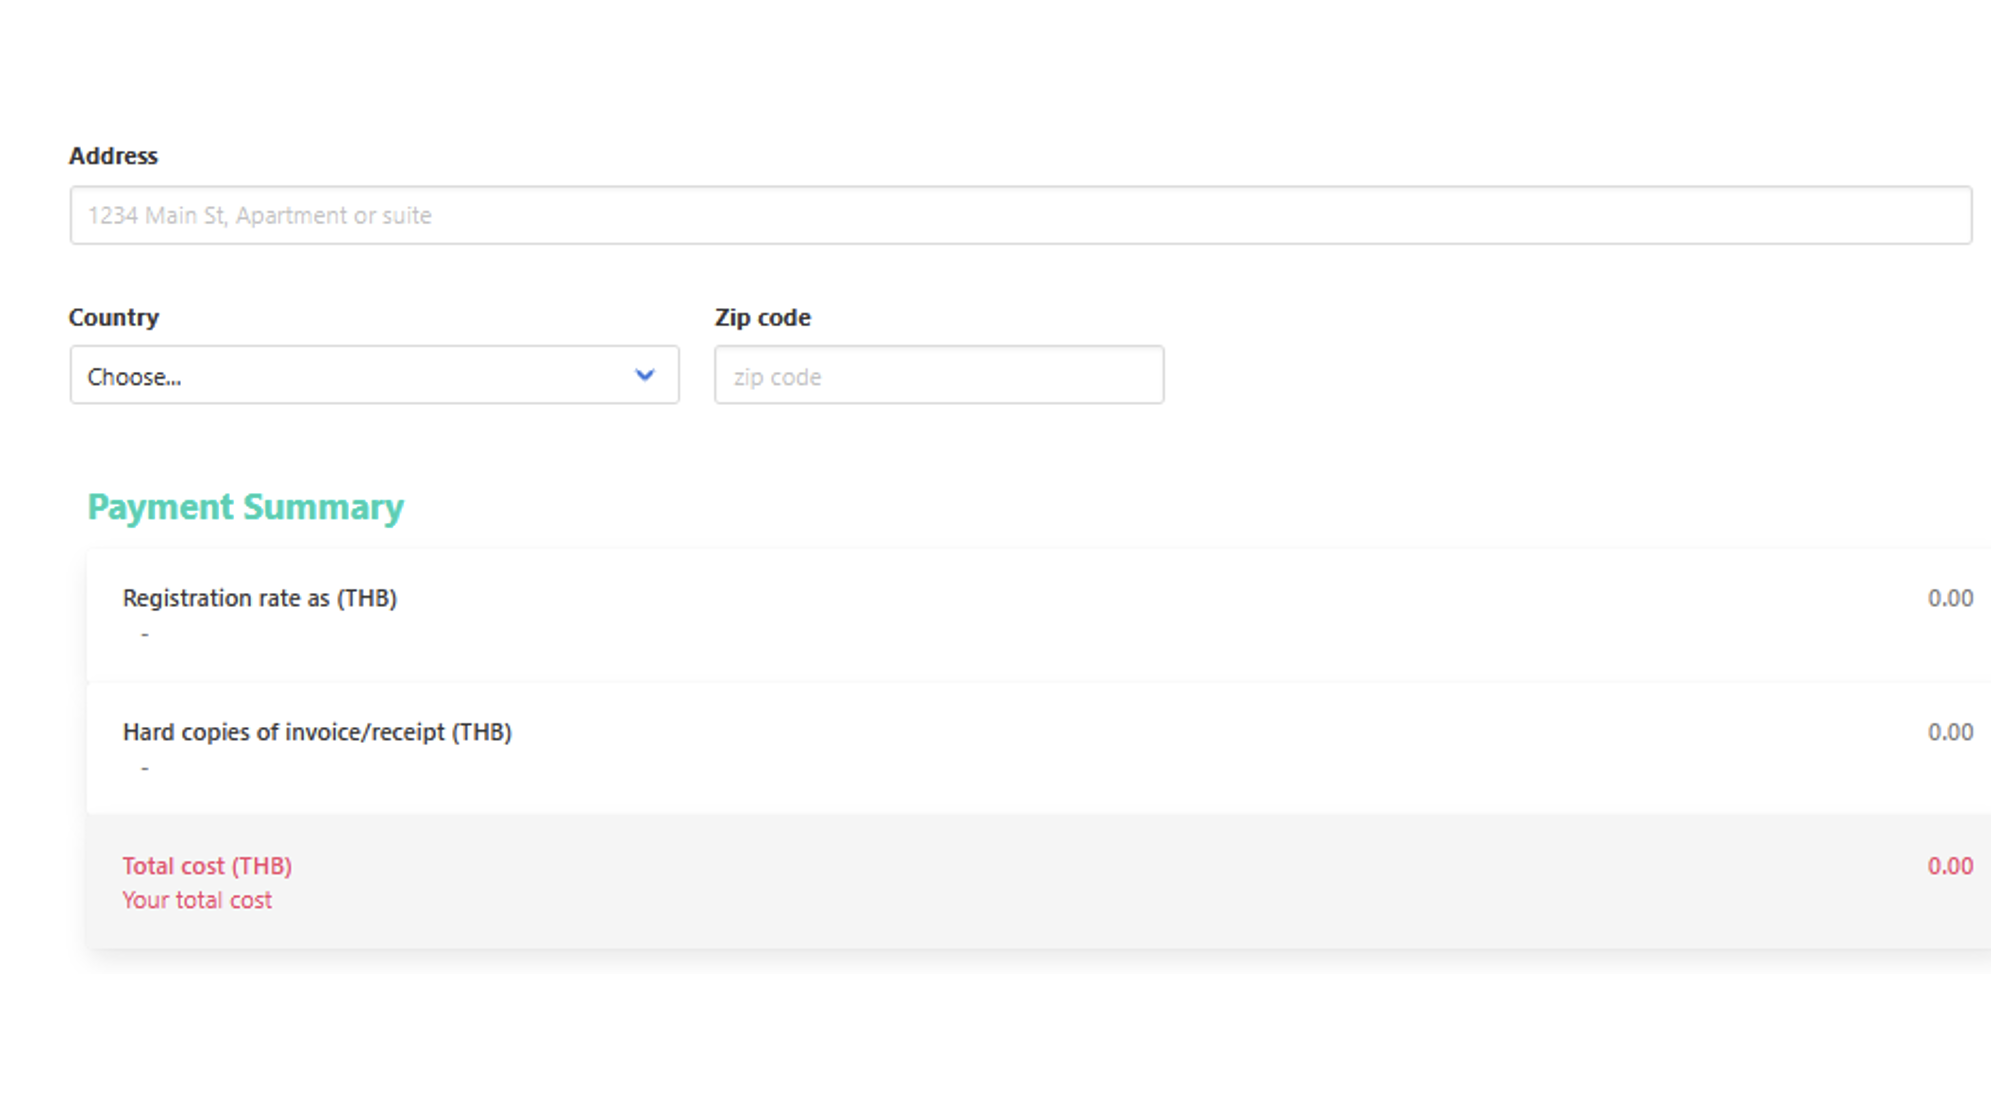 Address
1234 Main St, Apartment or suite
Country Zip code
Choose... zip code
Payment Summary
Registration rate as (THB) 0.00
-
Hard copies of invoice/receipt (THB) 0.00
-
Total cost (THB) 0.00
Your total cost